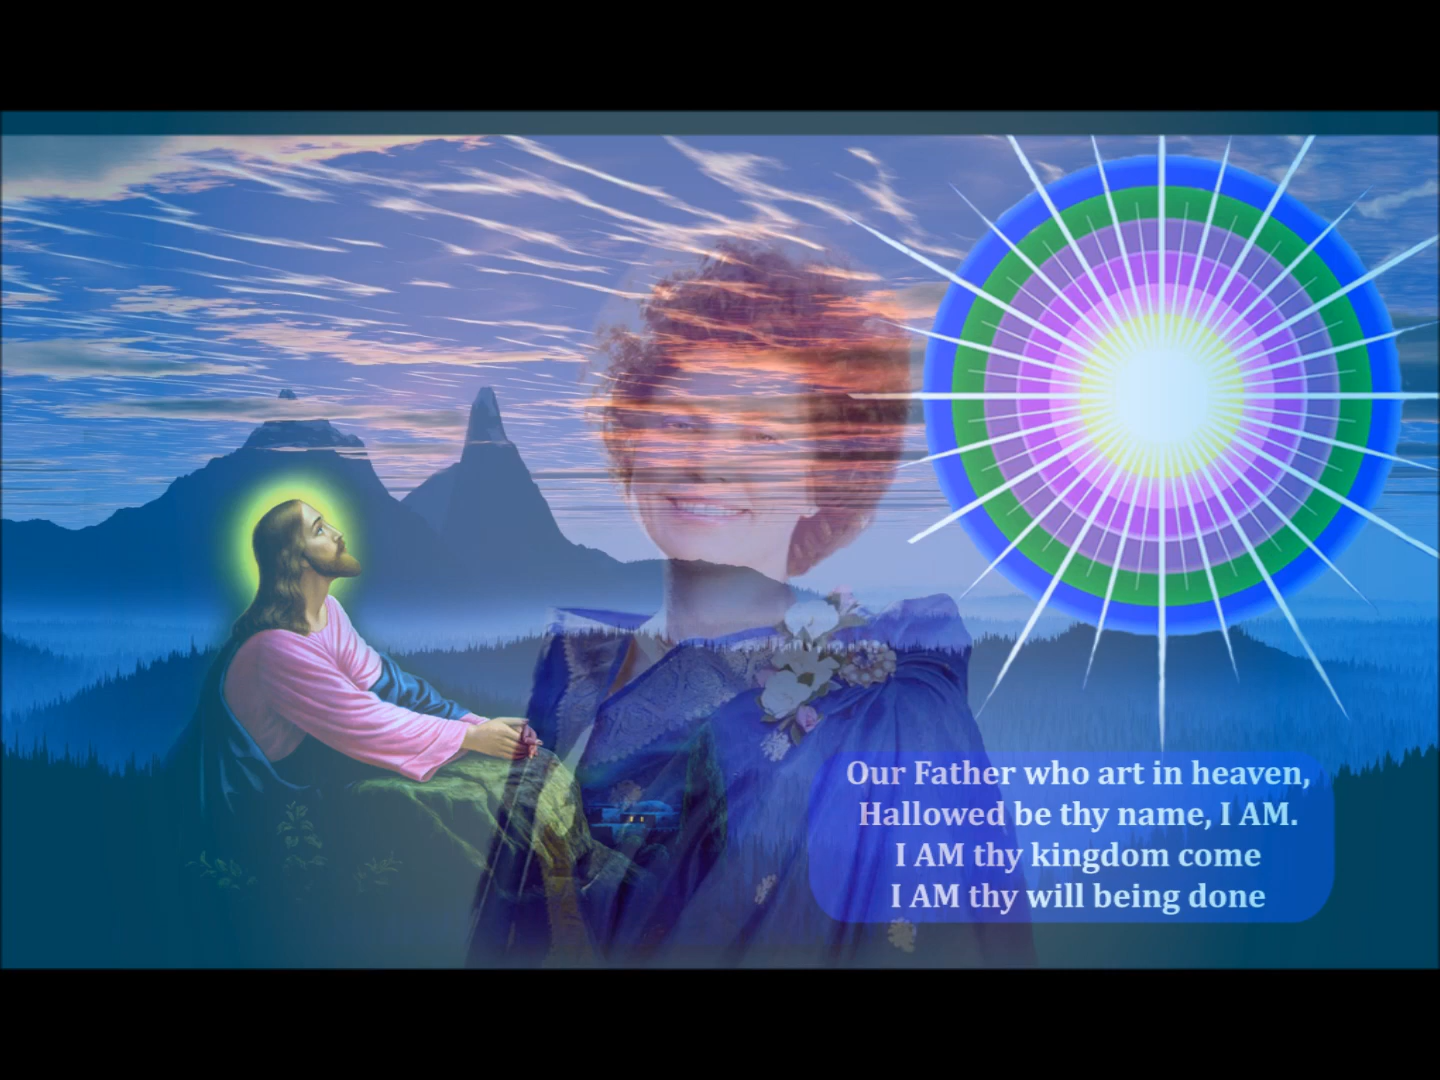 Our Father who art in heaven,
Hallowed be thy name, I AM.
I AM thy kingdom come
I AM thy will being done